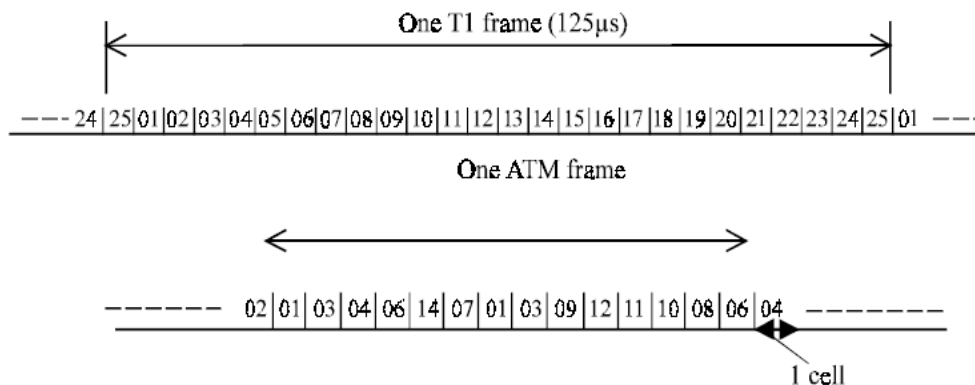 One T1 frame (125μs)
24 25 01 02 03 04 05 06 07 08 09 10 11 12 13 14 15 16 17 18 19 20 21 22 23 24 25 01
One ATM frame
02 01 03 04 06 14 07 01 03 09 12 11 10 08 06 04
1 cell